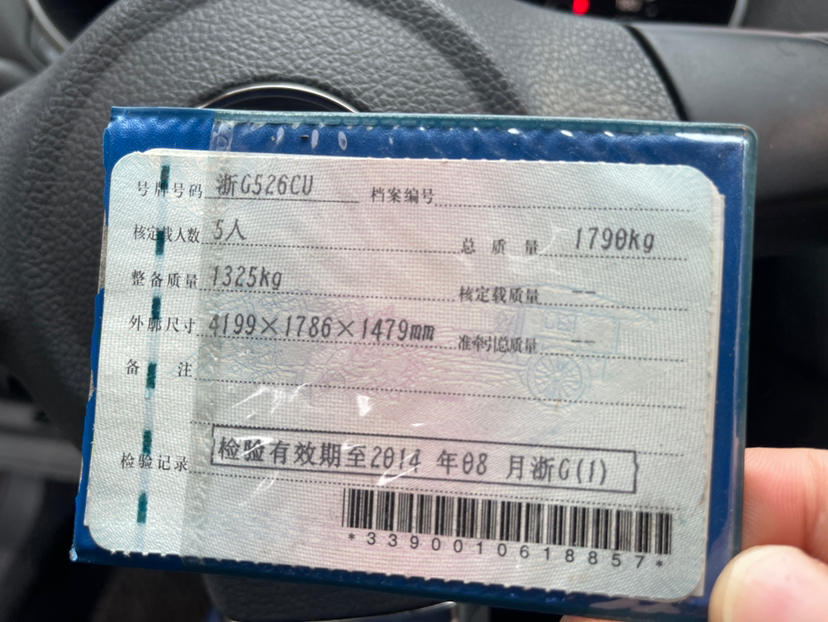 号牌号码 浙G526CU 档案编号
核定载人数 5人 总质量 1790kg
整备质量 1325kg 核定载质量 --
外廓尺寸 4199×1786×1479mm 准牵引总质量 --
备注
检验记录 检验有效期至2014年08月浙G(1)
*3390010618857*